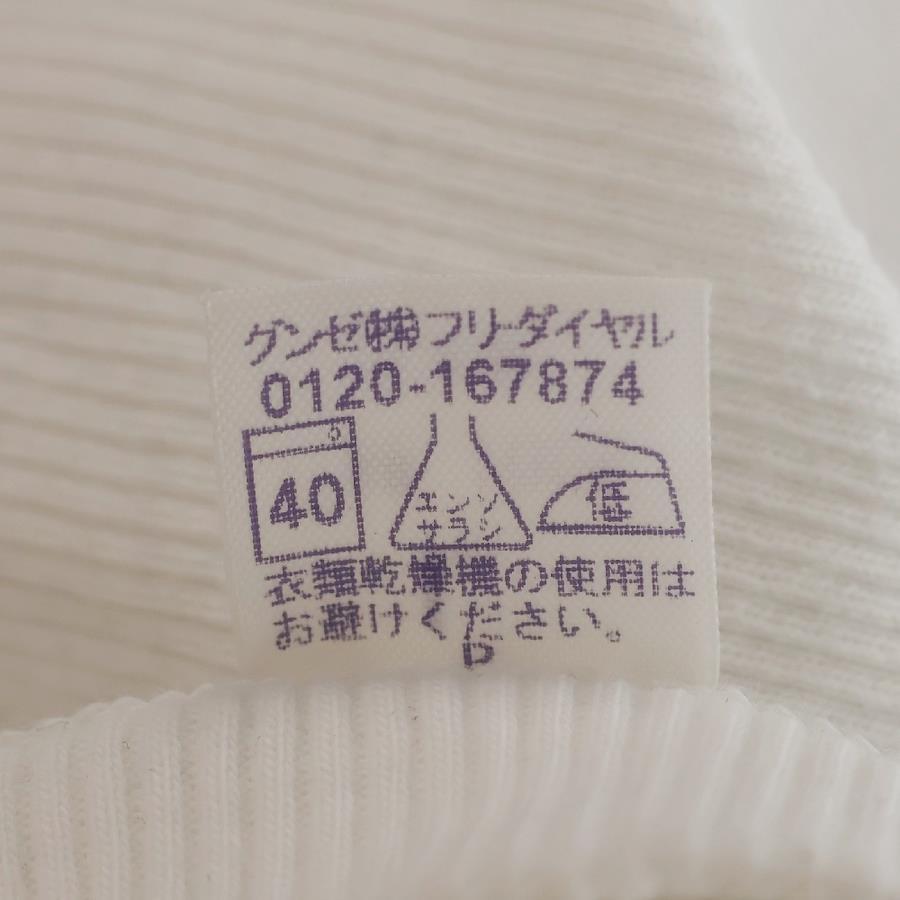 グンゼ㈱フリーダイヤル
0120-167874
40
エンソ
サラシ
低
衣類乾燥機の使用は
お避けください。
P